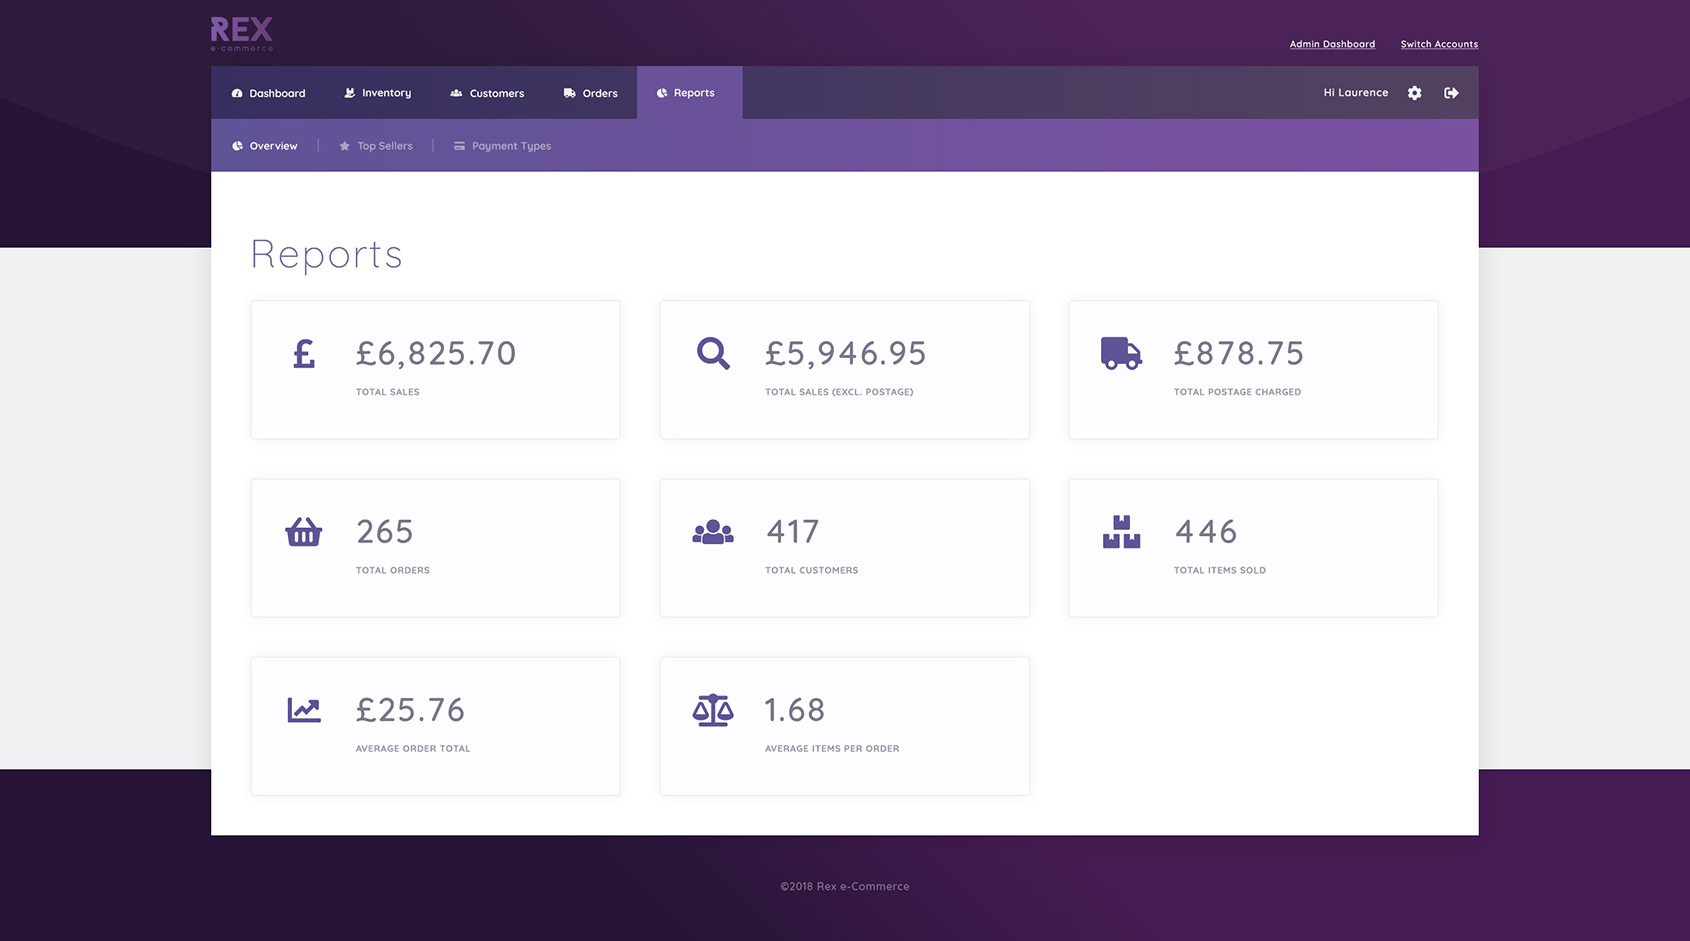 REX
e-commerce
Admin Dashboard
Switch Accounts
Dashboard
Inventory
Customers
Orders
Reports
Hi Laurence
Overview
Top Sellers
Payment Types
Reports
£
£6,825.70
TOTAL SALES
£5,946.95
TOTAL SALES (EXCL. POSTAGE)
£878.75
TOTAL POSTAGE CHARGED
265
TOTAL ORDERS
417
TOTAL CUSTOMERS
446
TOTAL ITEMS SOLD
£25.76
AVERAGE ORDER TOTAL
1.68
AVERAGE ITEMS PER ORDER
©2018 Rex e-Commerce